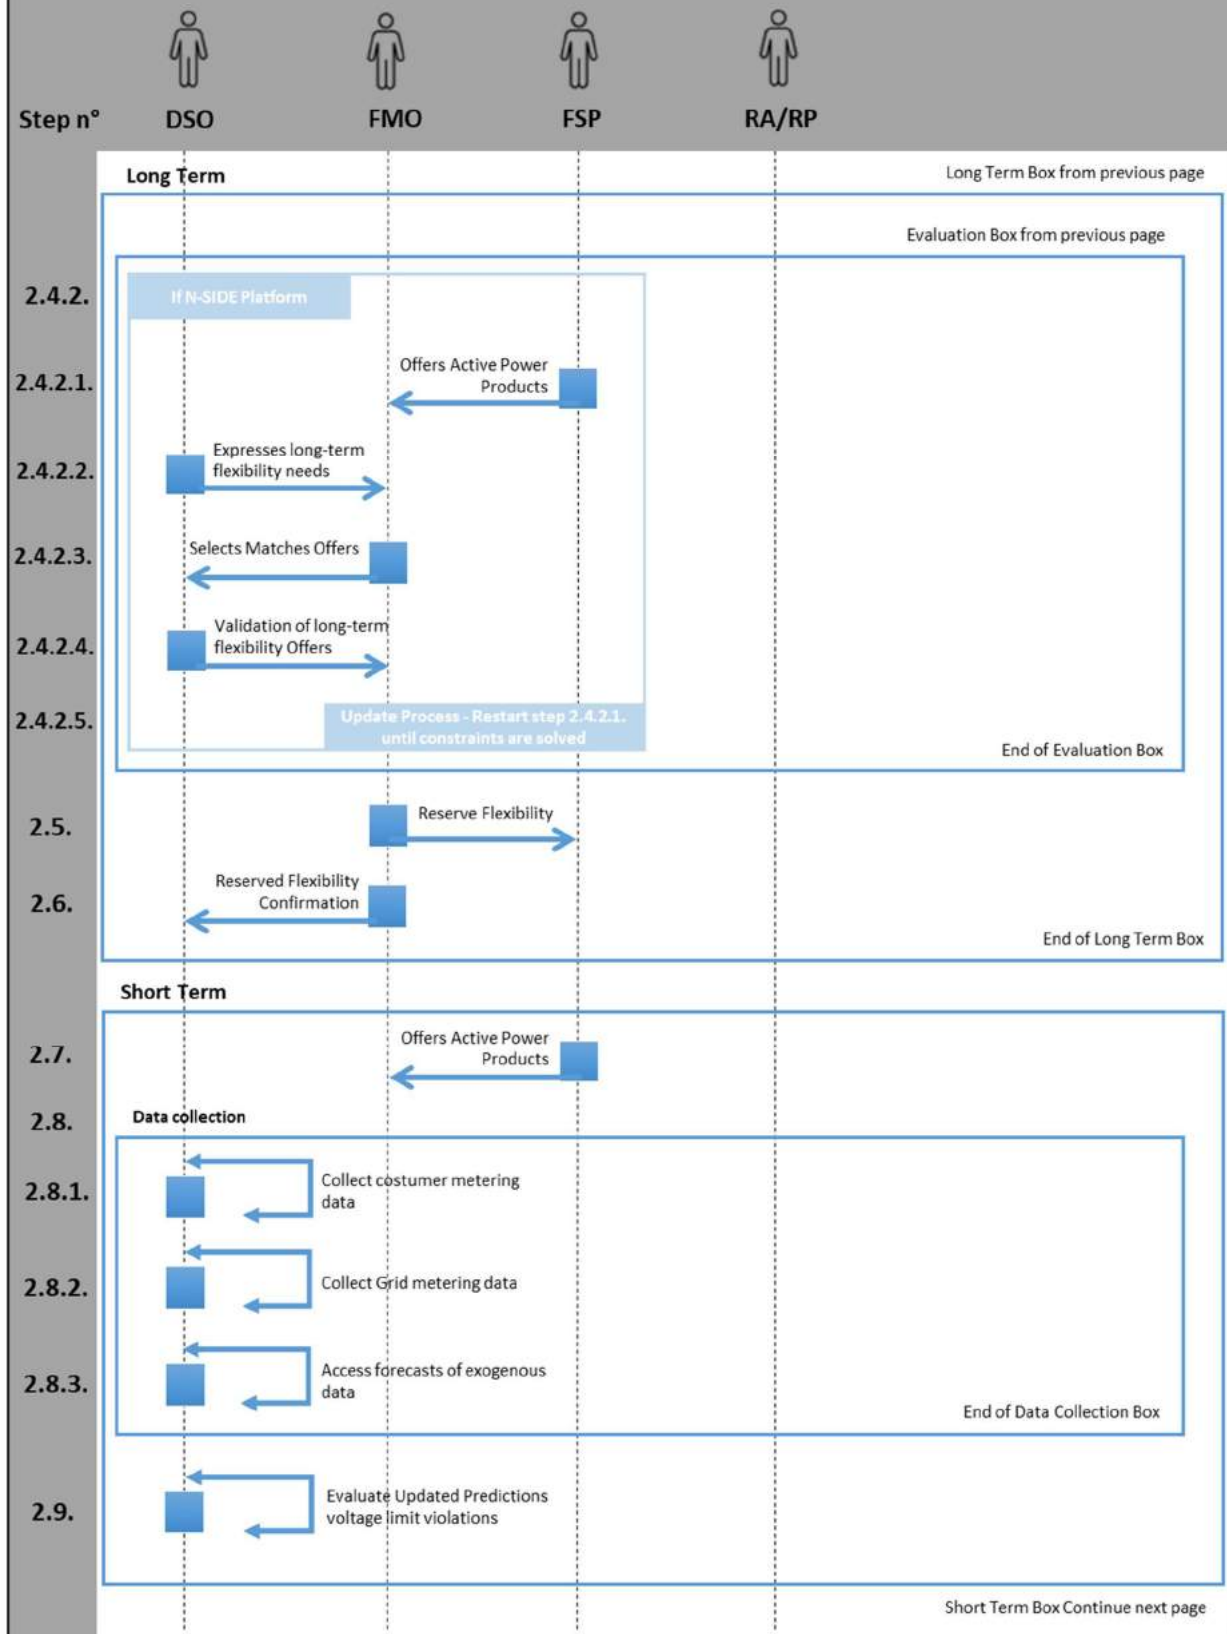 Step n° DSO FMO FSP RA/RP
Long Term
Long Term Box from previous page
Evaluation Box from previous page
2.4.2.
If N-SIDE Platform
2.4.2.1.
Offers Active Power
Products
2.4.2.2.
Expresses long-term
flexibility needs
2.4.2.3.
Selects Matches Offers
2.4.2.4.
Validation of long-term
flexibility Offers
2.4.2.5.
Update Process - Restart step 2.4.2.1.
until constraints are solved
End of Evaluation Box
2.5.
Reserve Flexibility
2.6.
Reserved Flexibility
Confirmation
End of Long Term Box
Short Term
2.7.
Offers Active Power
Products
2.8.
Data collection
2.8.1.
Collect costumer metering
data
2.8.2.
Collect Grid metering data
2.8.3.
Access forecasts of exogenous
data
End of Data Collection Box
2.9.
Evaluate Updated Predictions
voltage limit violations
Short Term Box Continue next page